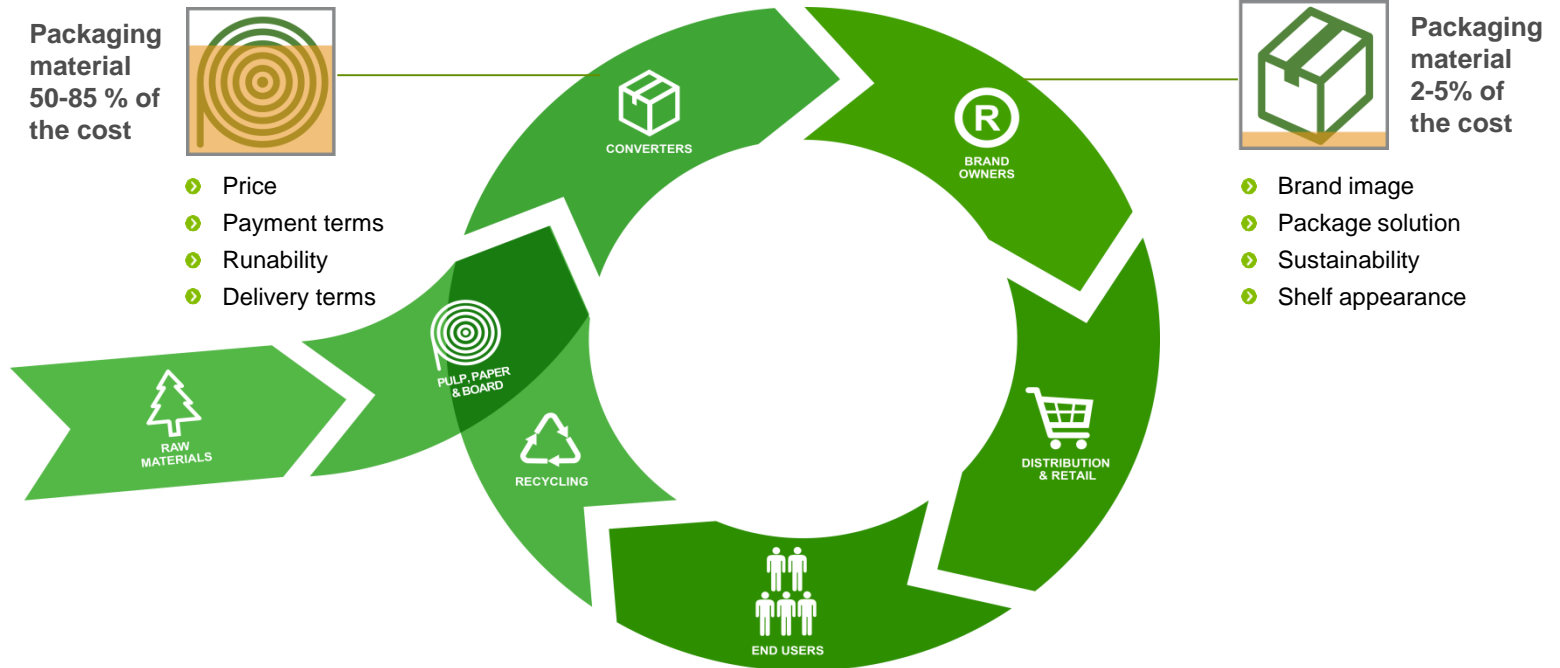 Packaging
material
50-85 % of
the cost
Price
Payment terms
Runability
Delivery terms
CONVERTERS
R
BRAND
OWNERS
Packaging
material
2-5% of
the cost
Brand image
Package solution
Sustainability
Shelf appearance
PULP, PAPER
& BOARD
RAW
MATERIALS
RECYCLING
DISTRIBUTION
& RETAIL
END USERS